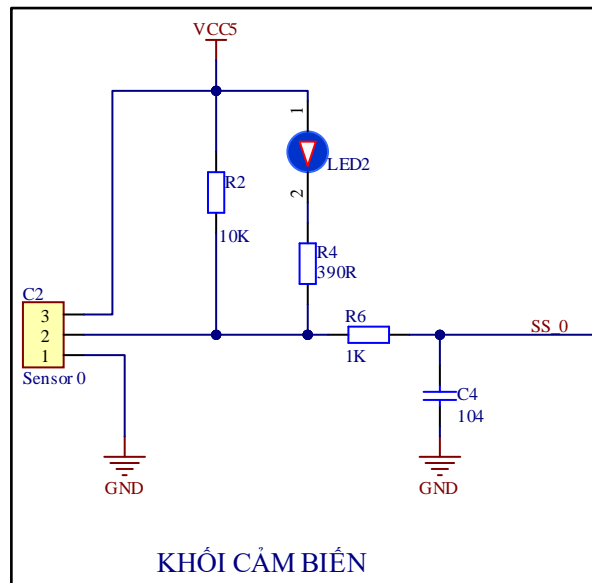 VCC5
1
LED2
R2
10K
2
R4
390R
C2
3
2
1
Sensor 0
R6
1K
SS_0
C4
104
GND
GND
KHỐI CẢM BIẾN